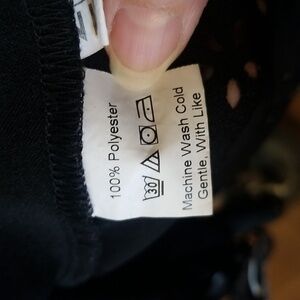 100% Polyester
30
Machine Wash Cold
Gentle, With Like